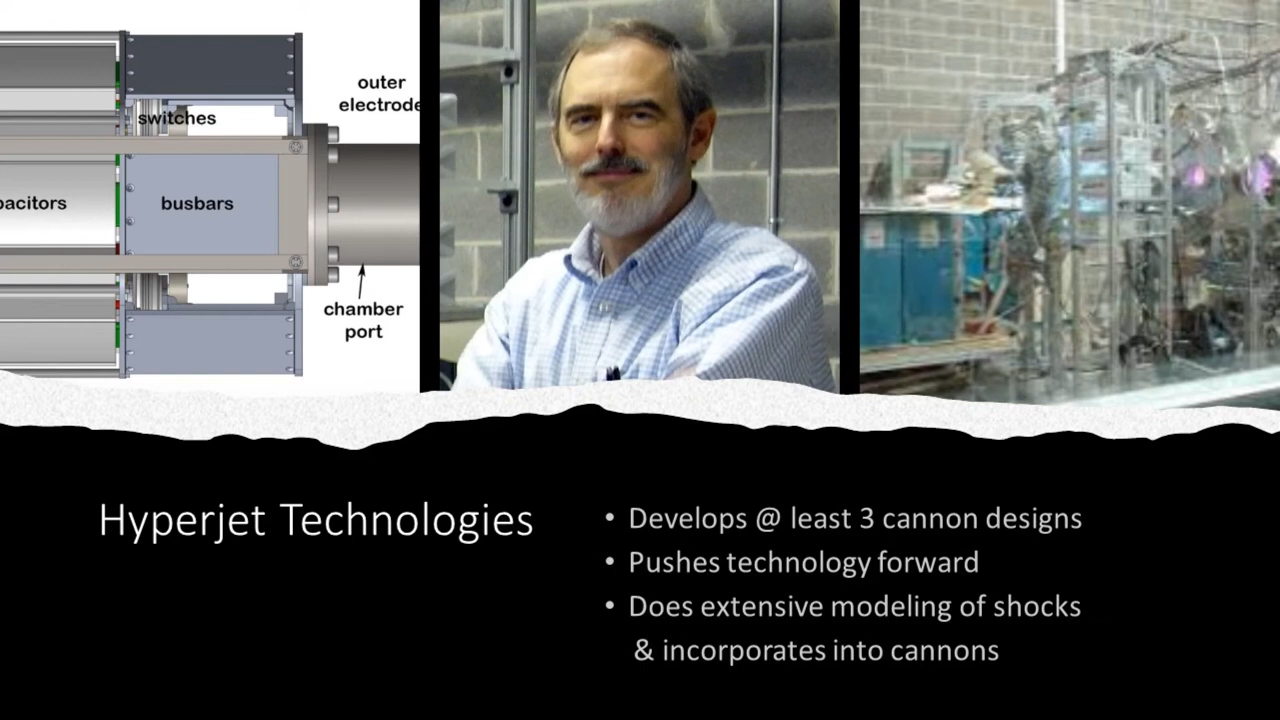 outer
electrode
switches
pacitors
busbars
chamber
port
Hyperjet Technologies
• Develops @ least 3 cannon designs
• Pushes technology forward
• Does extensive modeling of shocks
& incorporates into cannons